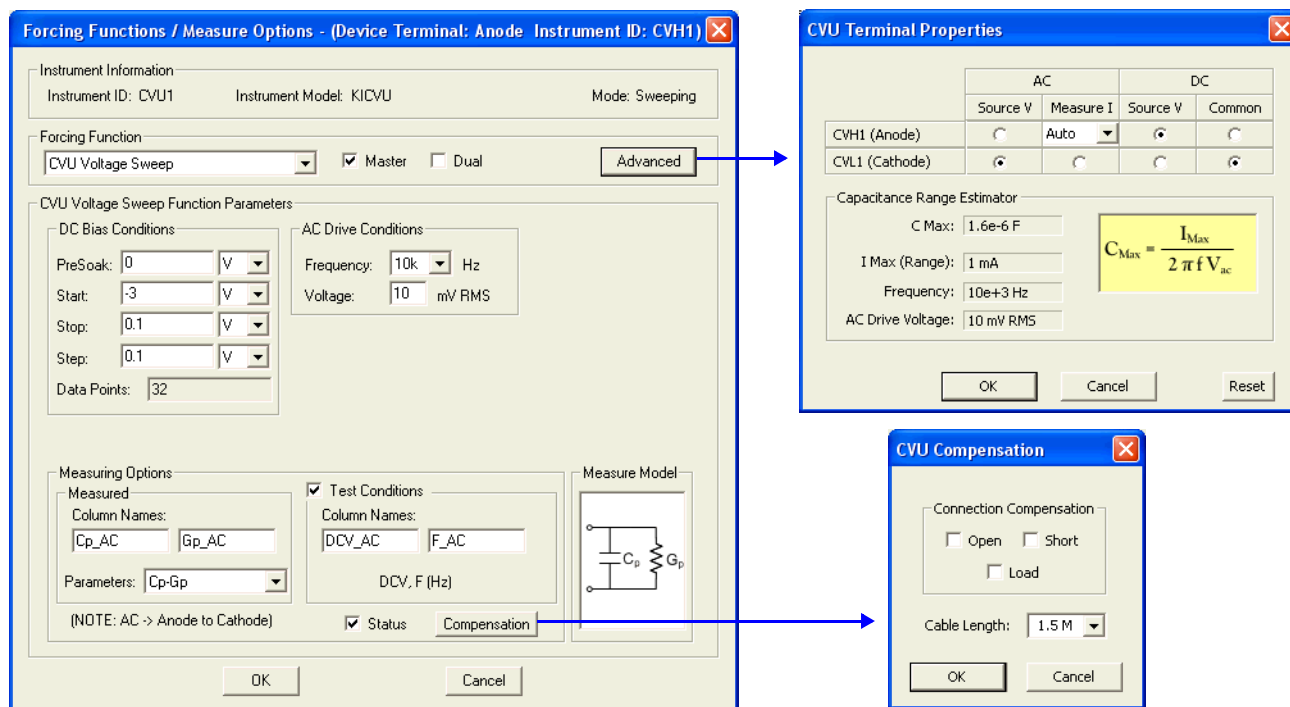 Forcing Functions / Measure Options - (Device Terminal: Anode Instrument ID: CVH1)
Instrument Information
Instrument ID: CVU1 Instrument Model: KICVU Mode: Sweeping
Forcing Function
CVU Voltage Sweep Master Dual Advanced
CVU Voltage Sweep Function Parameters
DC Bias Conditions
PreSoak: 0 V
Start: -3 V
Stop: 0.1 V
Step: 0.1 V
Data Points: 32
AC Drive Conditions
Frequency: 10k Hz
Voltage: 10 mV RMS
Measuring Options
Measured
Column Names:
Cp_AC Gp_AC
Parameters: Cp-Gp
(NOTE: AC -> Anode to Cathode)
Test Conditions
Column Names:
DCV_AC F_AC
DCV, F (Hz)
Status Compensation
Measure Model
Cp Gp
OK Cancel
CVU Terminal Properties
AC DC
Source V Measure I Source V Common
CVH1 (Anode) Auto
CVL1 (Cathode)
Capacitance Range Estimator
C Max: 1.6e-6 F
I Max (Range): 1 mA
Frequency: 10e+3 Hz
AC Drive Voltage: 10 mV RMS
CMax = IMax / 2 π f Vac
OK Cancel Reset
CVU Compensation
Connection Compensation
Open Short
Load
Cable Length: 1.5 M
OK Cancel